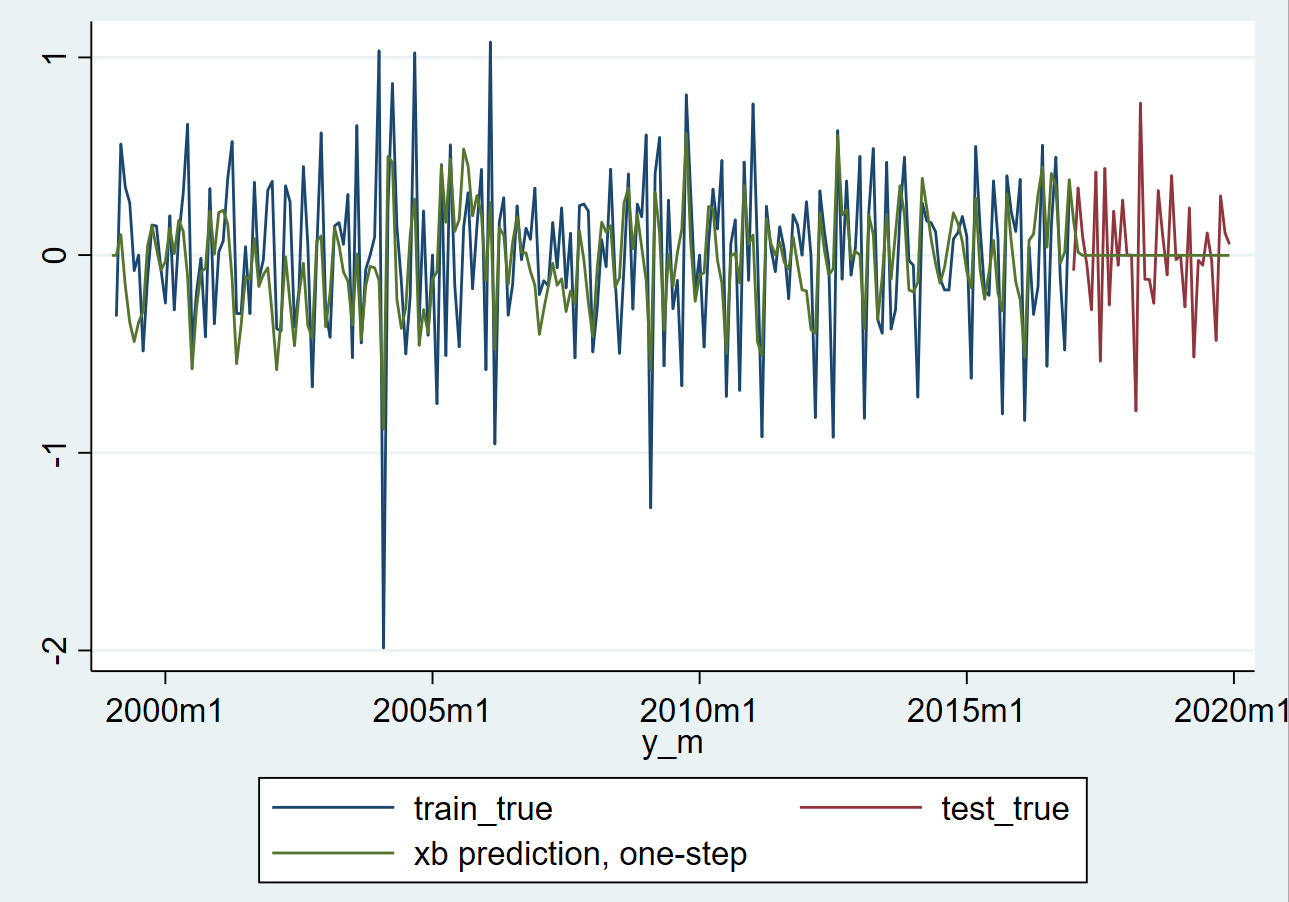 1
0
-1
-2
2000m1 2005m1 2010m1 2015m1 2020m1
y_m
train_true test_true
xb prediction, one-step